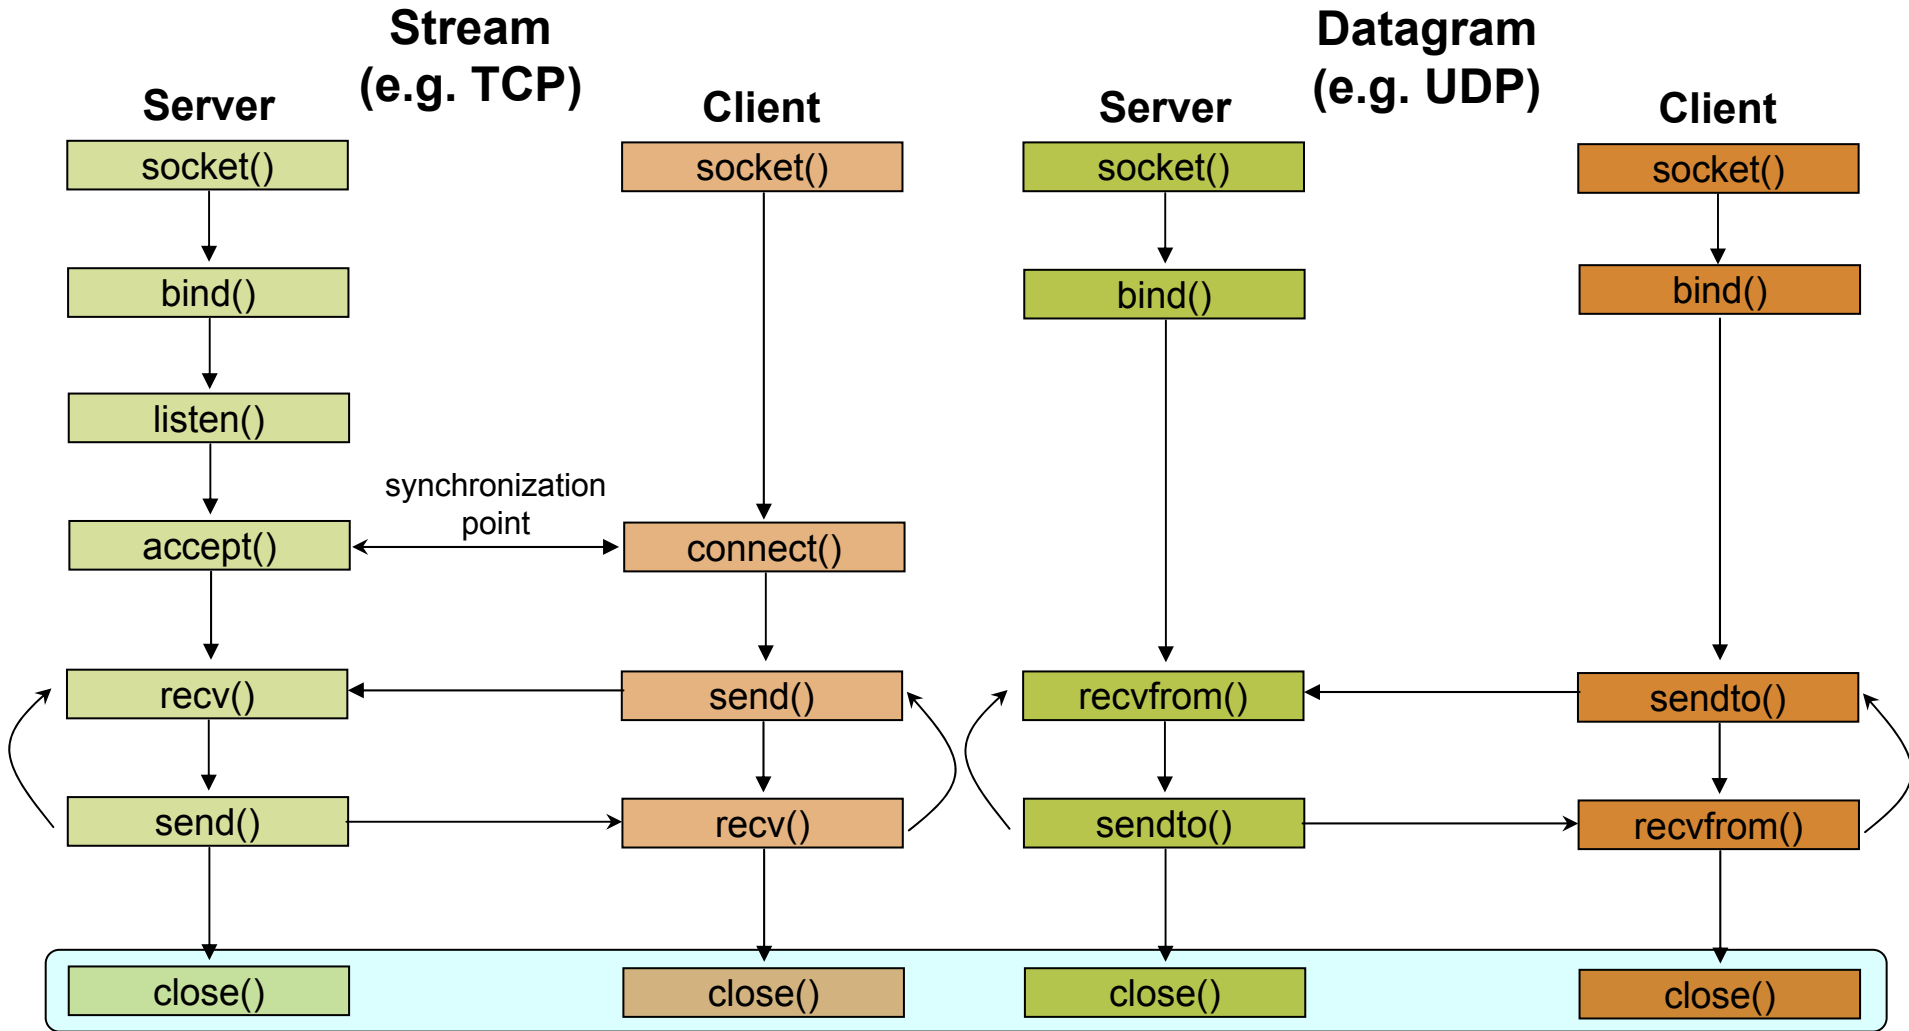 Stream
(e.g. TCP)
Server
Client
socket()
bind()
listen()
accept()
recv()
send()
close()
synchronization
point
socket()
connect()
send()
recv()
close()
Datagram
(e.g. UDP)
Server
Client
socket()
bind()
recvfrom()
sendto()
close()
socket()
bind()
sendto()
recvfrom()
close()